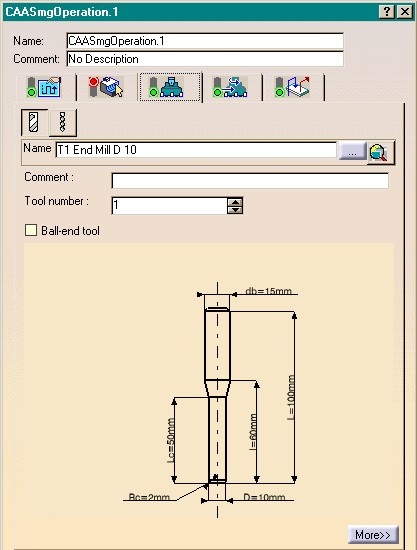 CAASmgOperation.1
? X
Name: CAASmgOperation.1
Comment: No Description
Name T1 End Mill D 10 ...
Comment :
Tool number : 1
Ball-end tool
db=15mm
L=100mm
l=60mm
Lc=50mm
Rc=2mm D=10mm
More>>